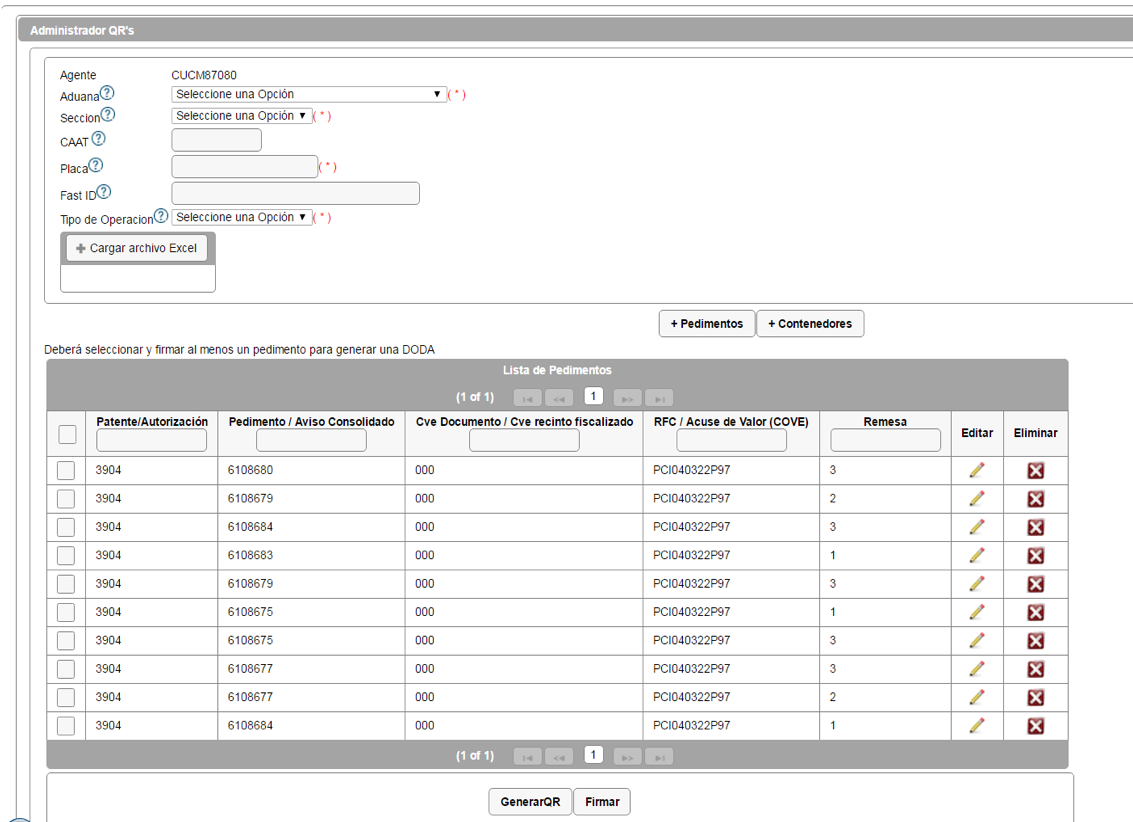 Administrador QR's
Agente CUCM87080
Aduana ? Seleccione una Opción ▼ ( * )
Seccion ? Seleccione una Opción ▼ ( * )
CAAT ?
Placa ? ( * )
Fast ID ?
Tipo de Operacion ? Seleccione una Opción ▼ ( * )
+ Cargar archivo Excel
+ Pedimentos + Contenedores
Deberá seleccionar y firmar al menos un pedimento para generar una DODA
Lista de Pedimentos
(1 of 1) 1
Patente/Autorización Pedimento / Aviso Consolidado Cve Documento / Cve recinto fiscalizado RFC / Acuse de Valor (COVE) Remesa Editar Eliminar
3904 6108680 000 PCI040322P97 3
3904 6108679 000 PCI040322P97 2
3904 6108684 000 PCI040322P97 3
3904 6108683 000 PCI040322P97 1
3904 6108679 000 PCI040322P97 3
3904 6108675 000 PCI040322P97 1
3904 6108675 000 PCI040322P97 3
3904 6108677 000 PCI040322P97 3
3904 6108677 000 PCI040322P97 2
3904 6108684 000 PCI040322P97 1
(1 of 1) 1
GenerarQR Firmar